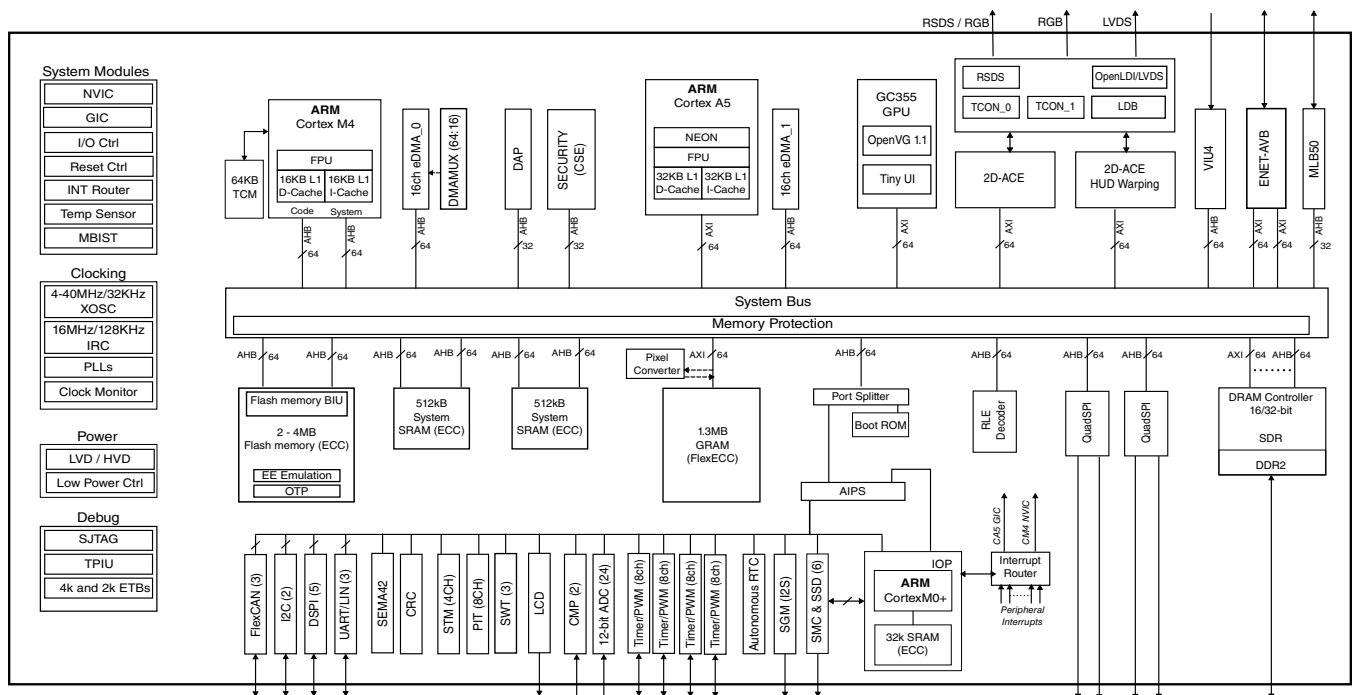 RSDS / RGB
RGB
LVDS
System Modules
NVIC
GIC
I/O Ctrl
Reset Ctrl
INT Router
Temp Sensor
MBIST
Clocking
4-40MHz/32KHz
XOSC
16MHz/128KHz
IRC
PLLs
Clock Monitor
Power
LVD / HVD
Low Power Ctrl
Debug
SJTAG
TPIU
4k and 2k ETBs
64KB
TCM
ARM
Cortex M4
FPU
16KB L1
D-Cache
16KB L1
I-Cache
Code
System
AHB
64
AHB
64
16ch eDMA_0
DMAMUX (64:16)
AHB
64
DAP
AHB
32
SECURITY
(CSE)
AHB
32
ARM
Cortex A5
NEON
FPU
32KB L1
D-Cache
32KB L1
I-Cache
AXI
64
16ch eDMA_1
AHB
64
GC355
GPU
OpenVG 1.1
Tiny UI
AXI
64
RSDS
OpenLDI/LVDS
TCON_0
TCON_1
LDB
2D-ACE
AXI
64
2D-ACE
HUD Warping
AXI
64
VIU4
AHB
64
ENET-AVB
AXI
64
AXI
64
MLB50
AHB
32
System Bus
Memory Protection
AHB
64
64
Flash memory BIU
2 - 4MB
Flash memory (ECC)
EE Emulation
OTP
AHB
64
AHB
64
512kB
System
SRAM (ECC)
AHB
64
AHB
64
512kB
System
SRAM (ECC)
Pixel
Converter
AXI
64
1.3MB
GRAM
(FlexECC)
AHB
64
Port Splitter
Boot ROM
AIPS
AHB
64
RLE
Decoder
AHB
64
QuadSPI
AHB
64
QuadSPI
AXI
64
AHB
64
DRAM Controller
16/32-bit
SDR
DDR2
FlexCAN (3)
I2C (2)
DSPI (5)
UART/LIN (3)
SEMA42
CRC
STM (4CH)
PIT (8CH)
SWT (3)
LCD
CMP (2)
12-bit ADC (24)
Timer/PWM (8ch)
Timer/PWM (8ch)
Timer/PWM (8ch)
Timer/PWM (8ch)
Autonomous RTC
SGM (I2S)
SMC & SSD (6)
IOP
ARM
CortexM0+
32k SRAM
(ECC)
CA5 GIC
CM4 NVIC
Interrupt
Router
Peripheral
Interrupts